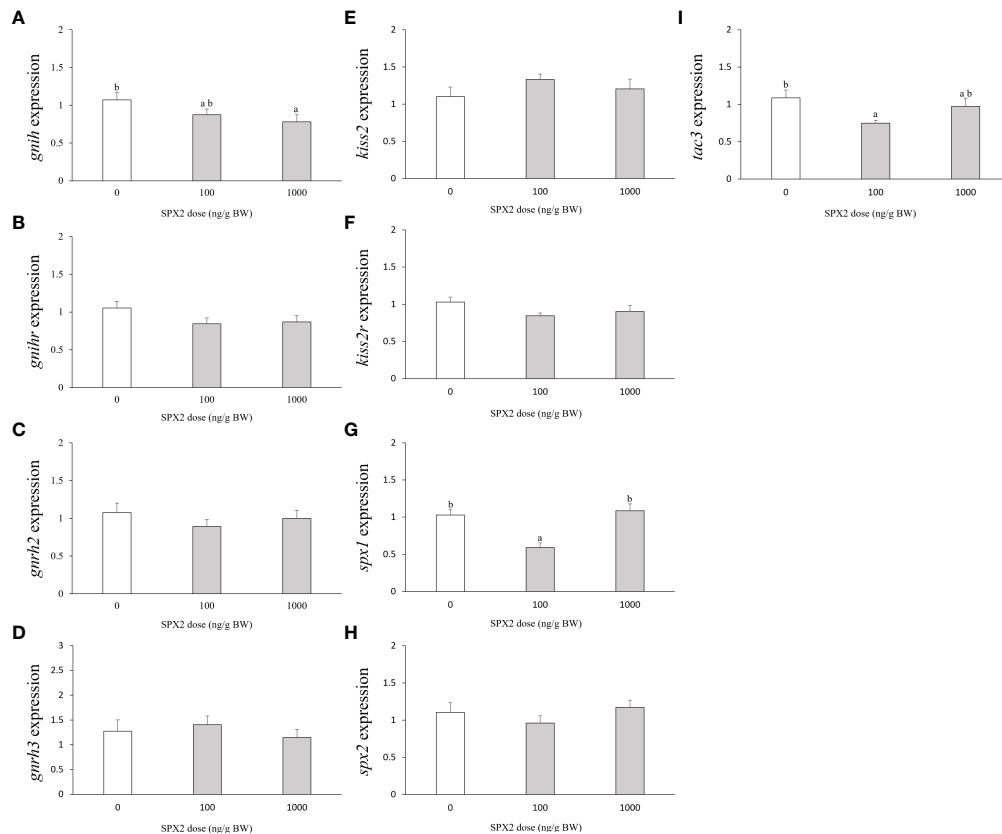 A
gnih expression
2
1.5
1
0.5
0
b
a b
a
0 100 1000
SPX2 dose (ng/g BW)
B
gnihr expression
2
1.5
1
0.5
0
0 100 1000
SPX2 dose (ng/g BW)
C
gnrh2 expression
2
1.5
1
0.5
0
0 100 1000
SPX2 dose (ng/g BW)
D
gnrh3 expression
3
2.5
2
1.5
1
0.5
0
0 100 1000
SPX2 dose (ng/g BW)
E
kiss2 expression
2
1.5
1
0.5
0
0 100 1000
SPX2 dose (ng/g BW)
F
kiss2r expression
2
1.5
1
0.5
0
0 100 1000
SPX2 dose (ng/g BW)
G
spx1 expression
2
1.5
1
0.5
0
b
a
b
0 100 1000
SPX2 dose (ng/g BW)
H
spx2 expression
2
1.5
1
0.5
0
0 100 1000
SPX2 dose (ng/g BW)
I
tac3 expression
2
1.5
1
0.5
0
b
a
a b
0 100 1000
SPX2 dose (ng/g BW)